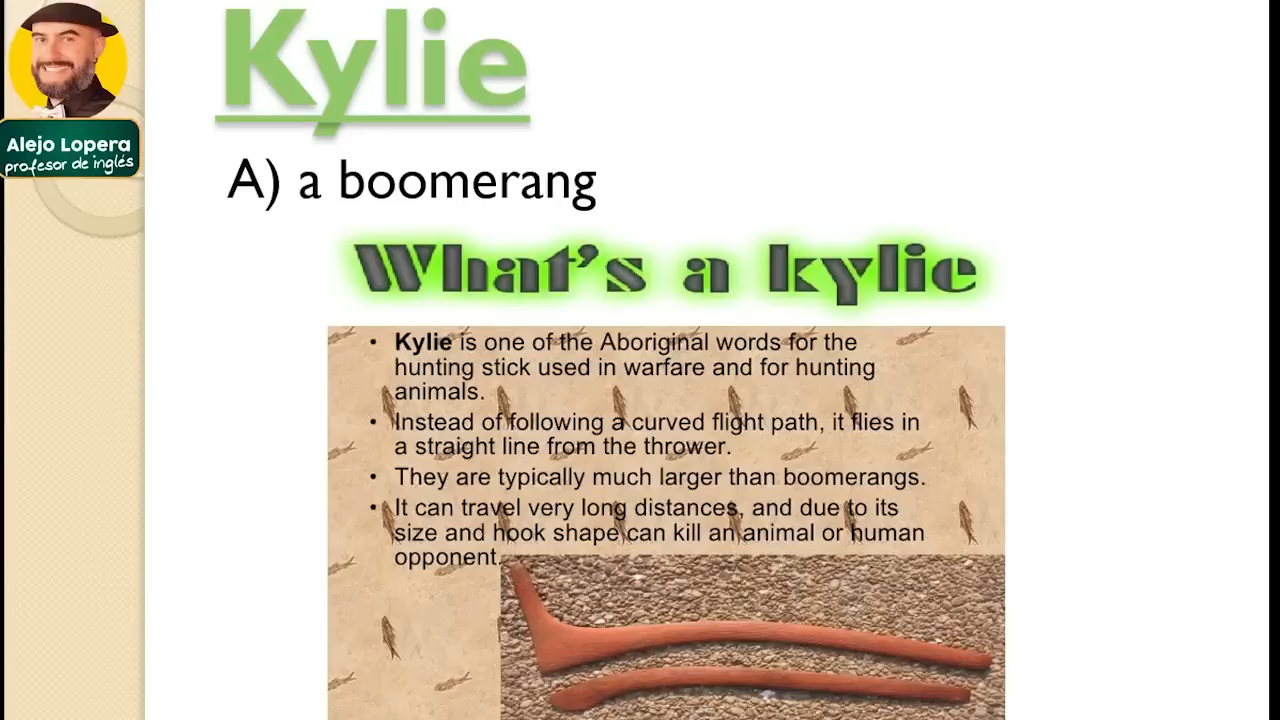 Kylie
Alejo Lopera
profesor de inglés
A) a boomerang
What's a kylie
• Kylie is one of the Aboriginal words for the
hunting stick used in warfare and for hunting
animals.
• Instead of following a curved flight path, it flies in
a straight line from the thrower.
• They are typically much larger than boomerangs.
• It can travel very long distances, and due to its
size and hook shape can kill an animal or human
opponent.